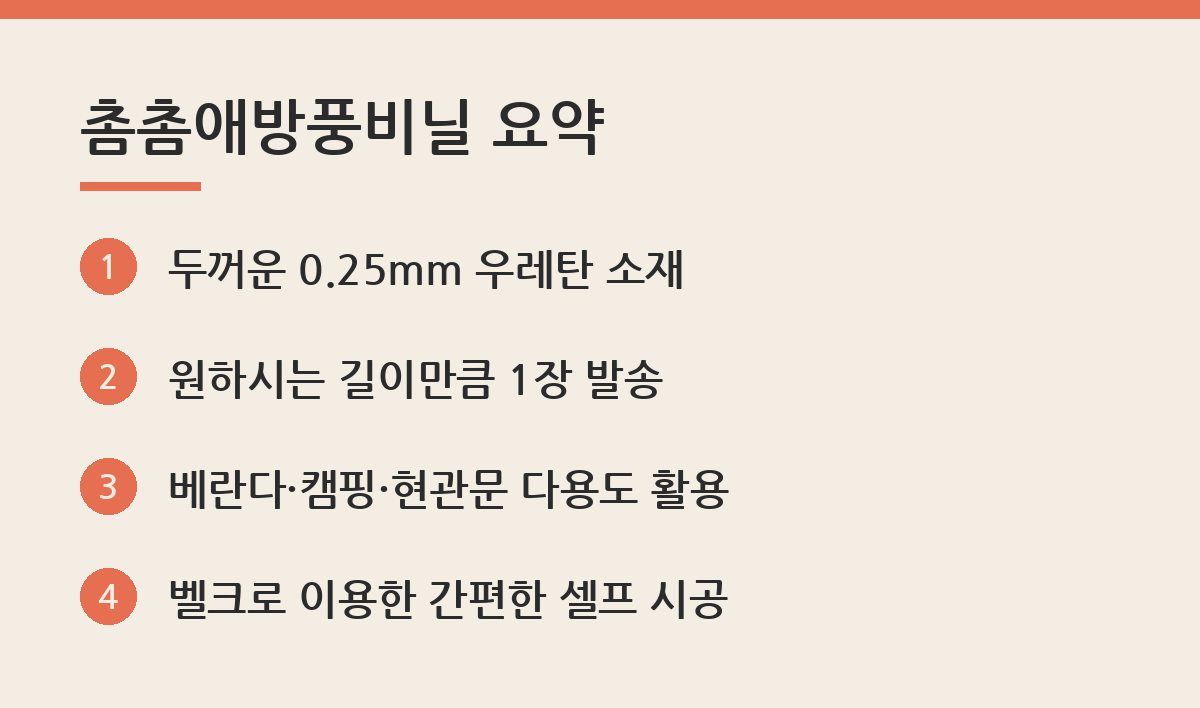 촘촘애방풍비닐 요약
1 두꺼운 0.25mm 우레탄 소재
2 원하시는 길이만큼 1장 발송
3 베란다·캠핑·현관문 다용도 활용
4 벨크로 이용한 간편한 셀프 시공